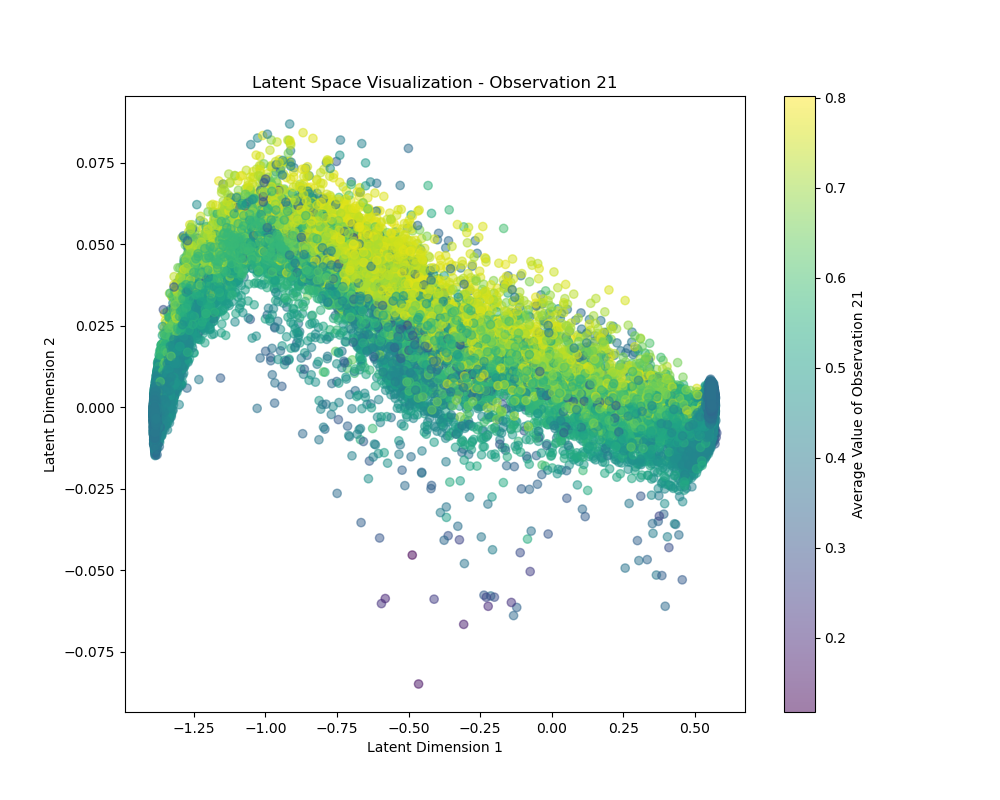 Latent Space Visualization - Observation 21
0.075
0.050
0.025
0.000
−0.025
−0.050
−0.075
Latent Dimension 2
−1.25 −1.00 −0.75 −0.50 −0.25 0.00 0.25 0.50
Latent Dimension 1
0.8
0.7
0.6
0.5
0.4
0.3
0.2
Average Value of Observation 21